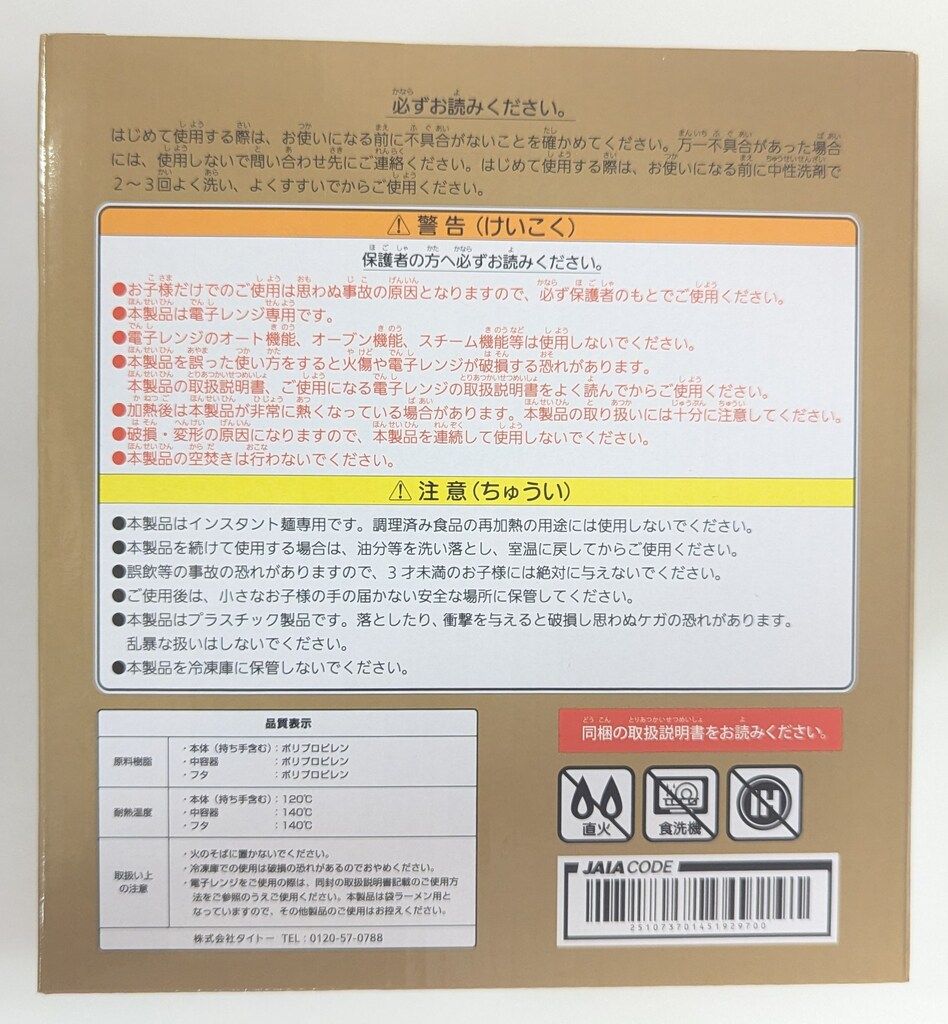 必ずお読みください。
はじめて使用する際は、お使いになる前に不具合がないことを確かめてください。万一不具合があった場合
には、使用しないで問い合わせ先にご連絡ください。はじめて使用する際は、お使いになる前に中性洗剤で
2～3回よく洗い、よくすすいでからご使用ください。
⚠警告(けいこく)
保護者の方へ必ずお読みください。
●お子様だけでのご使用は思わぬ事故の原因となりますので、必ず保護者のもとでご使用ください。
●本製品は電子レンジ専用です。
●電子レンジのオート機能、オーブン機能、スチーム機能等は使用しないでください。
●本製品を誤った使い方をすると火傷や電子レンジが破損する恐れがあります。
本製品の取扱説明書、ご使用になる電子レンジの取扱説明書をよく読んでからご使用ください。
●加熱後は本製品が非常に熱くなっている場合があります。本製品の取り扱いには十分に注意してください。
●破損・変形の原因になりますので、本製品を連続して使用しないでください。
●本製品の空焚きは行わないでください。
⚠注意(ちゅうい)
●本製品はインスタント麺専用です。調理済み食品の再加熱の用途には使用しないでください。
●本製品を続けて使用する場合は、油分等を洗い落とし、室温に戻してからご使用ください。
●誤飲等の事故の恐れがありますので、3才未満のお子様には絶対に与えないでください。
●ご使用後は、小さなお子様の手の届かない安全な場所に保管してください。
●本製品はプラスチック製品です。落としたり、衝撃を与えると破損し思わぬケガの恐れがあります。
乱暴な扱いはしないでください。
●本製品を冷凍庫に保管しないでください。
品質表示
原料樹脂
・本体（持ち手含む）：ポリプロピレン
・中容器：ポリプロピレン
・フタ：ポリプロピレン
耐熱温度
・本体（持ち手含む）：120℃
・中容器：140℃
・フタ：140℃
取扱い上
の注意
・火のそばに置かないでください。
・冷凍庫での使用は破損の恐れがあるのでおやめください。
・電子レンジをご使用の際は、同封の取扱説明書記載のご使用方
法をご参照のうえご使用ください。本製品は袋ラーメン用と
なっていますので、その他製品のご使用はお控えください。
株式会社タイトー TEL：0120-57-0788
同梱の取扱説明書をお読みください。
直火
食洗機
IH
JAIA CODE
251073701451929700